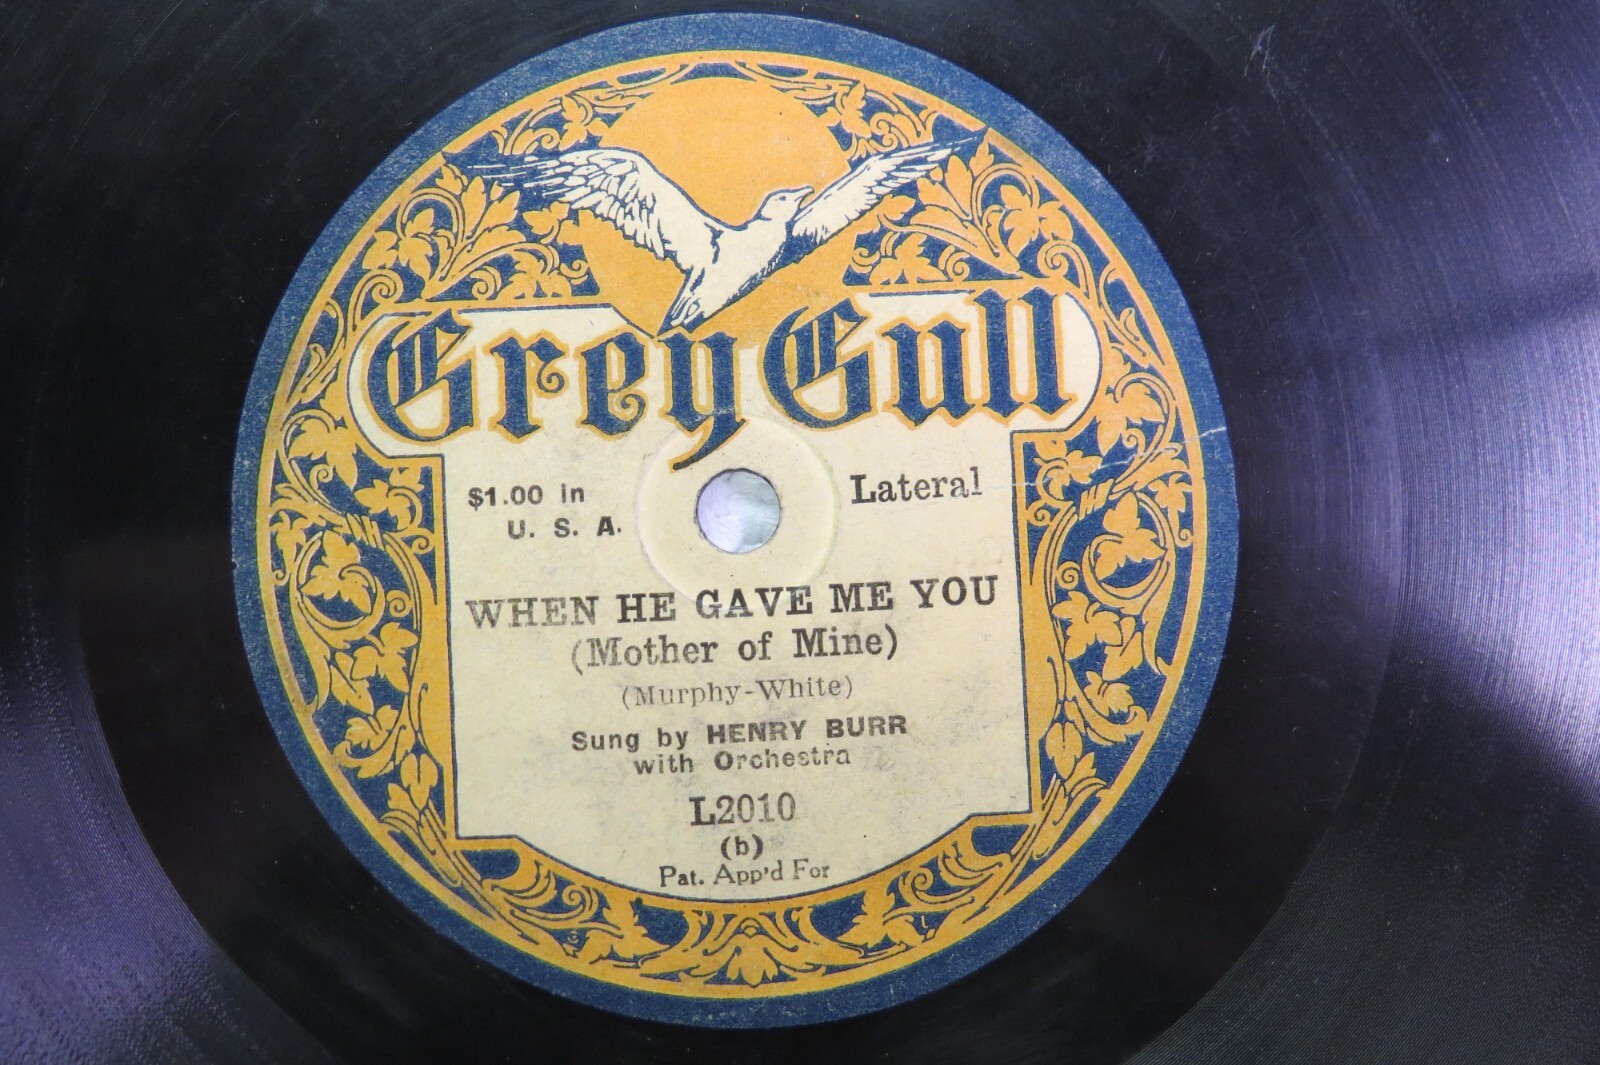 Grey Gull
$1.00 in
U. S. A.
Lateral
WHEN HE GAVE ME YOU
(Mother of Mine)
(Murphy-White)
Sung by HENRY BURR
with Orchestra
L2010
(b)
Pat. App'd For